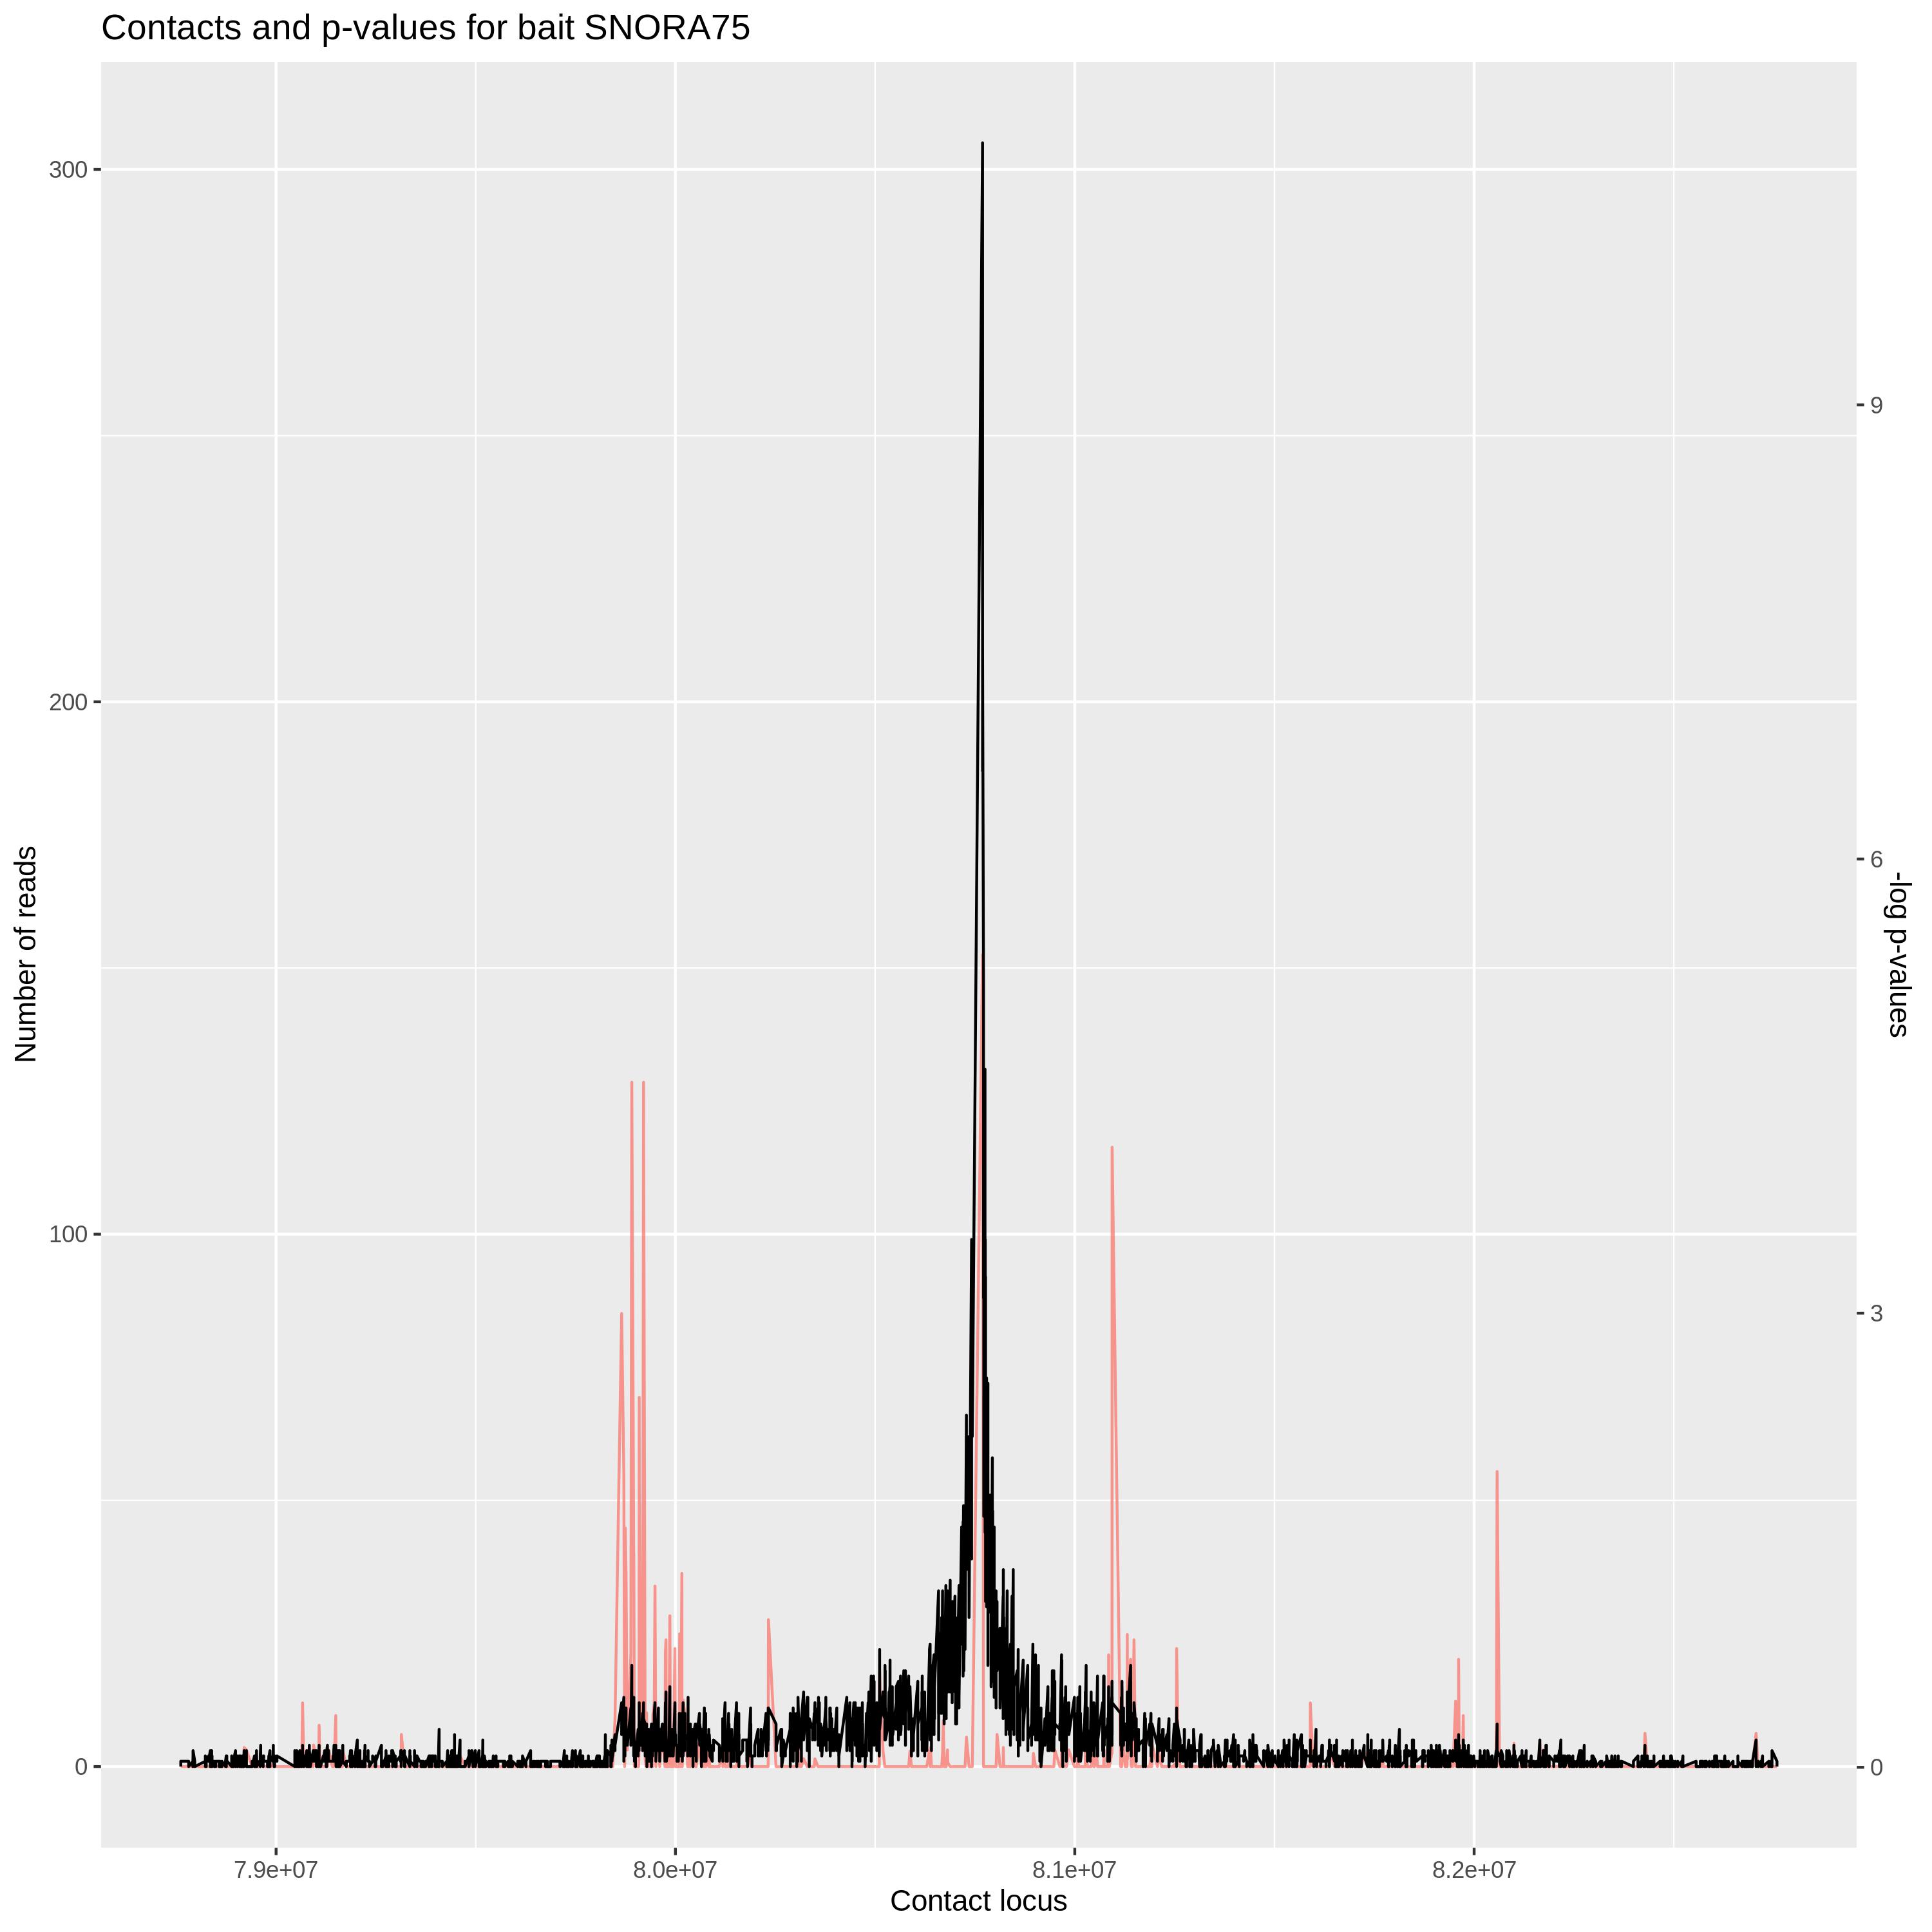 Contacts and p-values for bait SNORA75
300
200
100
0
Number of reads
9
6
3
0
-log p-values
7.9e+07
8.0e+07
8.1e+07
8.2e+07
Contact locus